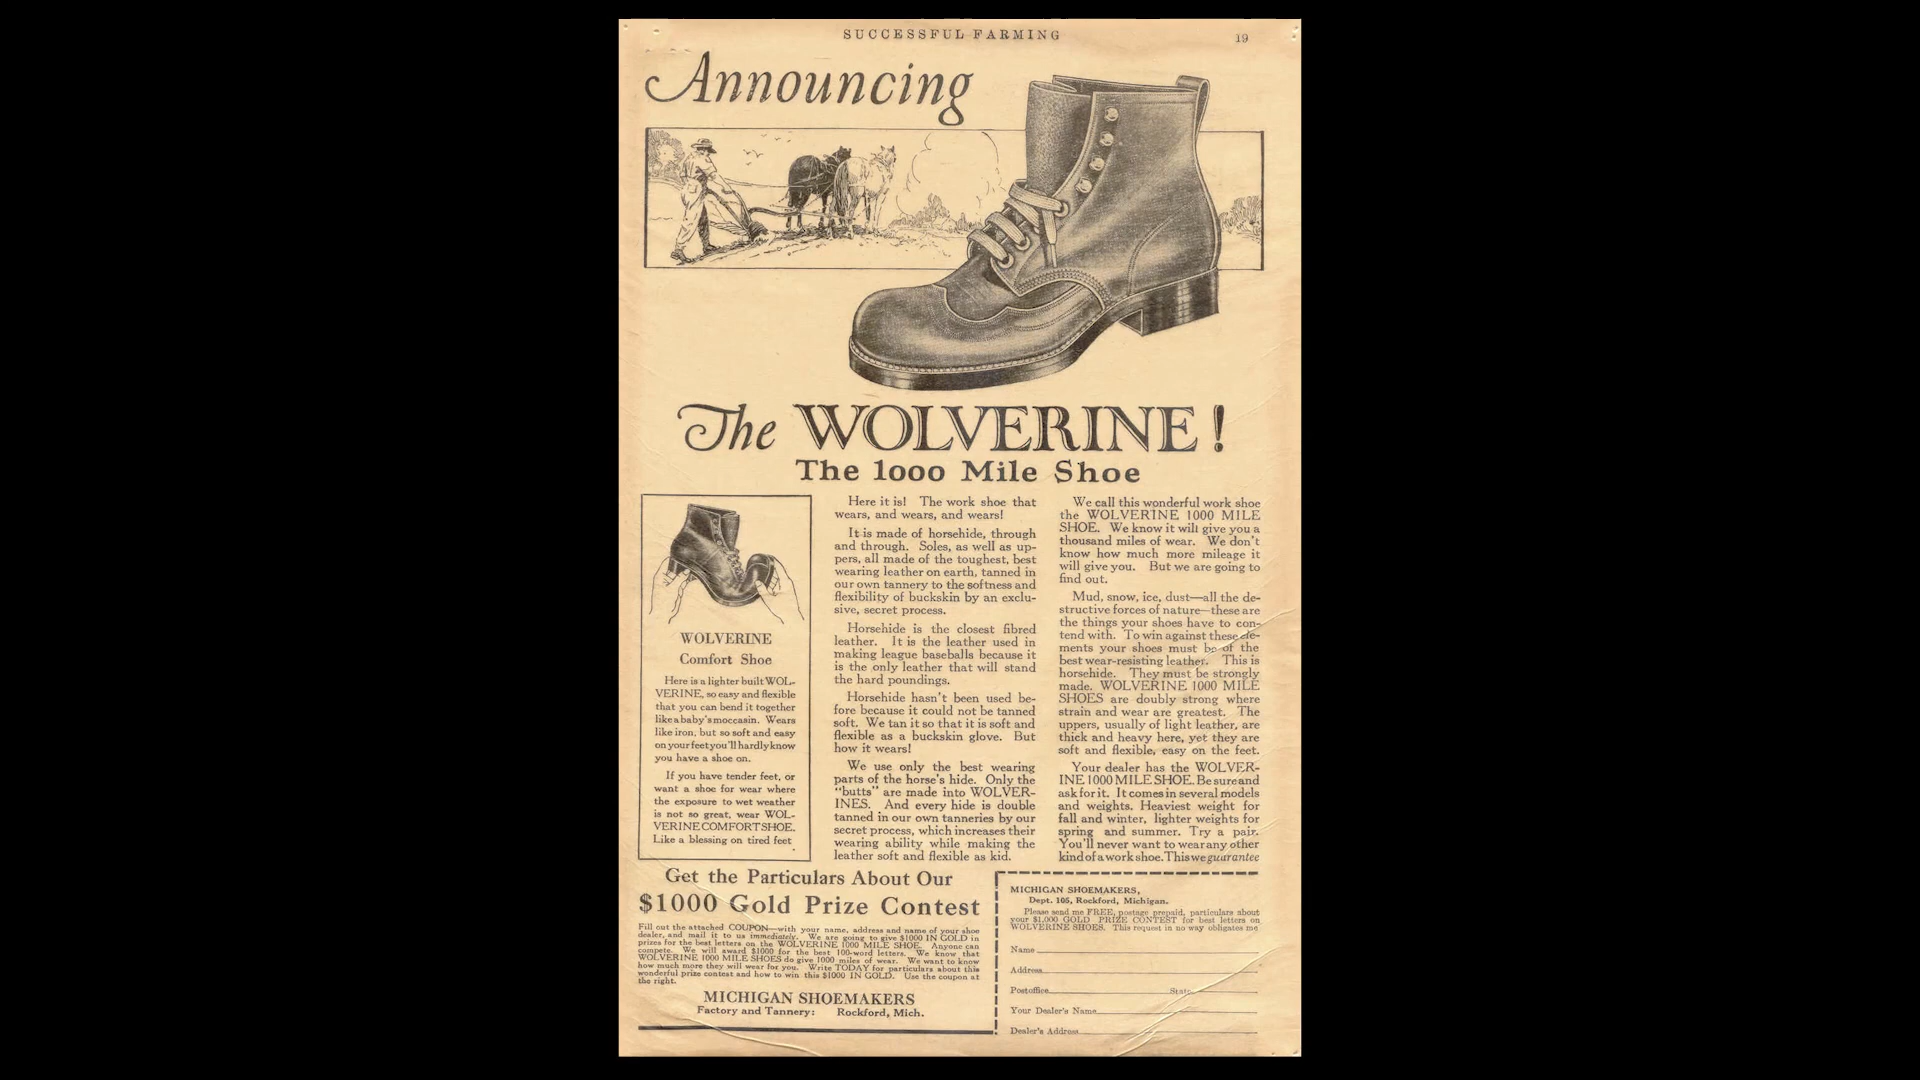 SUCCESSFUL FARMING
19
Announcing
The WOLVERINE!
The 1000 Mile Shoe
WOLVERINE
Comfort Shoe
Here is a lighter built WOL-
VERINE, so easy and flexible
that you can bend it together
like a baby's moccasin. Wears
like iron, but so soft and easy
on your feet you'll hardly know
you have a shoe on.
If you have tender feet, or
want a shoe for wear where
the exposure to wet weather
is not so great, wear WOL-
VERINE COMFORT SHOE.
Like a blessing on tired feet
Here it is! The work shoe that
wears, and wears, and wears!
It is made of horsehide, through
and through. Soles, as well as up-
pers, all made of the toughest, best
wearing leather on earth, tanned in
our own tannery to the softness and
flexibility of buckskin by an exclu-
sive, secret process.
Horsehide is the closest fibred
leather. It is the leather used in
making league baseballs because it
is the only leather that will stand
the hard poundings.
Horsehide hasn't been used be-
fore because it could not be tanned
soft. We tan it so that it is soft and
flexible as a buckskin glove. But
how it wears!
We use only the best wearing
parts of the horse's hide. Only the
"butts" are made into WOLVER-
INES. And every hide is double
tanned in our own tanneries by our
secret process, which increases their
wearing ability while making the
leather soft and flexible as kid.
We call this wonderful work shoe
the WOLVERINE 1000 MILE
SHOE. We know it will give you a
thousand miles of wear. We don't
know how much more mileage it
will give you. But we are going to
find out.
Mud, snow, ice, dust—all the de-
structive forces of nature—these are
the things your shoes have to con-
tend with. To win against these ele-
ments your shoes must be of the
best wear-resisting leather. This is
horsehide. They must be strongly
made. WOLVERINE 1000 MILE
SHOES are doubly strong where
strain and wear are greatest. The
uppers, usually of light leather, are
thick and heavy here, yet they are
soft and flexible, easy on the feet.
Your dealer has the WOLVER-
INE 1000 MILE SHOE. Be sure and
ask for it. It comes in several models
and weights. Heaviest weight for
fall and winter, lighter weights for
spring and summer. Try a pair.
You'll never want to wear any other
kind of a work shoe. This we guarantee
Get the Particulars About Our
$1000 Gold Prize Contest
Fill out the attached COUPON—with your name, address and name of your shoe
dealer, and mail it to us immediately. We are going to give $1000 IN GOLD in
prizes for the best letters on the WOLVERINE 1000 MILE SHOE. Anyone can
compete. We will award $1000 for the best 100-word letters. We know that
WOLVERINE 1000 MILE SHOES do give 1000 miles of wear. We want to know
how much more they will wear for you. Write TODAY for particulars about this
wonderful prize contest and how to win this $1000 IN GOLD. Use the coupon at
the right.
MICHIGAN SHOEMAKERS
Factory and Tannery: Rockford, Mich.
MICHIGAN SHOEMAKERS,
Dept. 105, Rockford, Michigan.
Please send me FREE, postage prepaid, particulars about
your $1,000 GOLD PRIZE CONTEST for best letters on
WOLVERINE SHOES. This request in no way obligates me
Name
Address
Postoffice State
Your Dealer's Name
Dealer's Address